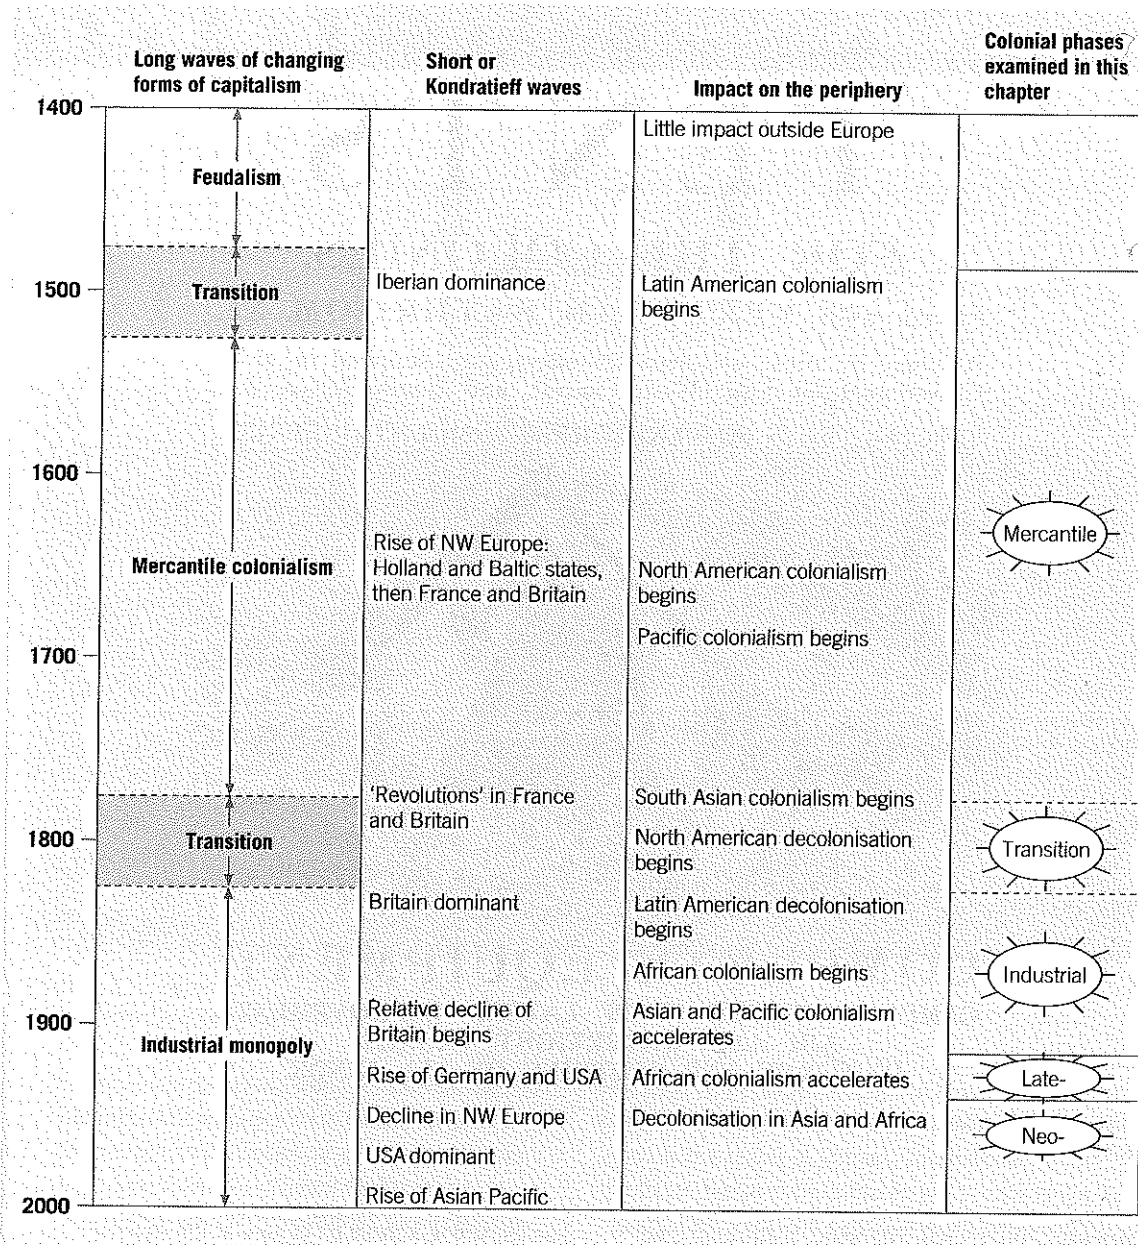 Long waves of changing
forms of capitalism
Short or
Kondratieff waves
Impact on the periphery
Colonial phases
examined in this
chapter
1400
Feudalism
Little impact outside Europe
1500
Transition
Iberian dominance
Latin American colonialism
begins
1600
Mercantile colonialism
Rise of NW Europe:
Holland and Baltic states,
then France and Britain
North American colonialism
begins
Pacific colonialism begins
Mercantile
1700
'Revolutions' in France
and Britain
South Asian colonialism begins
1800
Transition
North American decolonisation
begins
Transition
Britain dominant
Latin American decolonisation
begins
African colonialism begins
Industrial
1900
Industrial monopoly
Relative decline of
Britain begins
Asian and Pacific colonialism
accelerates
Rise of Germany and USA
African colonialism accelerates
Late-
Decline in NW Europe
Decolonisation in Asia and Africa
Neo-
USA dominant
Rise of Asian Pacific
2000